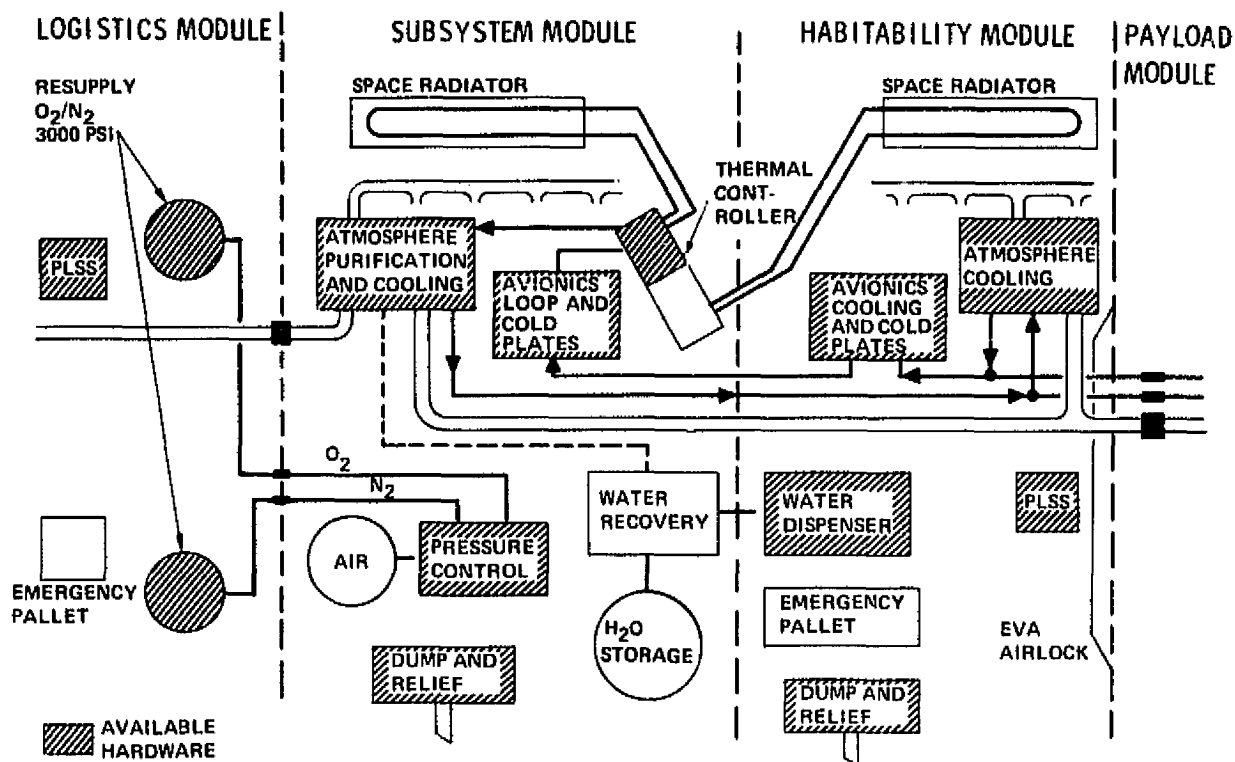 LOGISTICS MODULE
SUBSYSTEM MODULE
HABITABILITY MODULE
PAYLOAD
MODULE
RESUPPLY
O2/N2
3000 PSI
SPACE RADIATOR
SPACE RADIATOR
THERMAL
CONT-
ROLLER
PLSS
ATMOSPHERE
PURIFICATION
AND COOLING
AVIONICS
LOOP AND
COLD
PLATES
AVIONICS
COOLING
AND COLD
PLATES
ATMOSPHERE
COOLING
O2
N2
AIR
PRESSURE
CONTROL
WATER
RECOVERY
WATER
DISPENSER
PLSS
EMERGENCY
PALLET
H2O
STORAGE
EMERGENCY
PALLET
EVA
AIRLOCK
DUMP AND
RELIEF
DUMP AND
RELIEF
AVAILABLE
HARDWARE